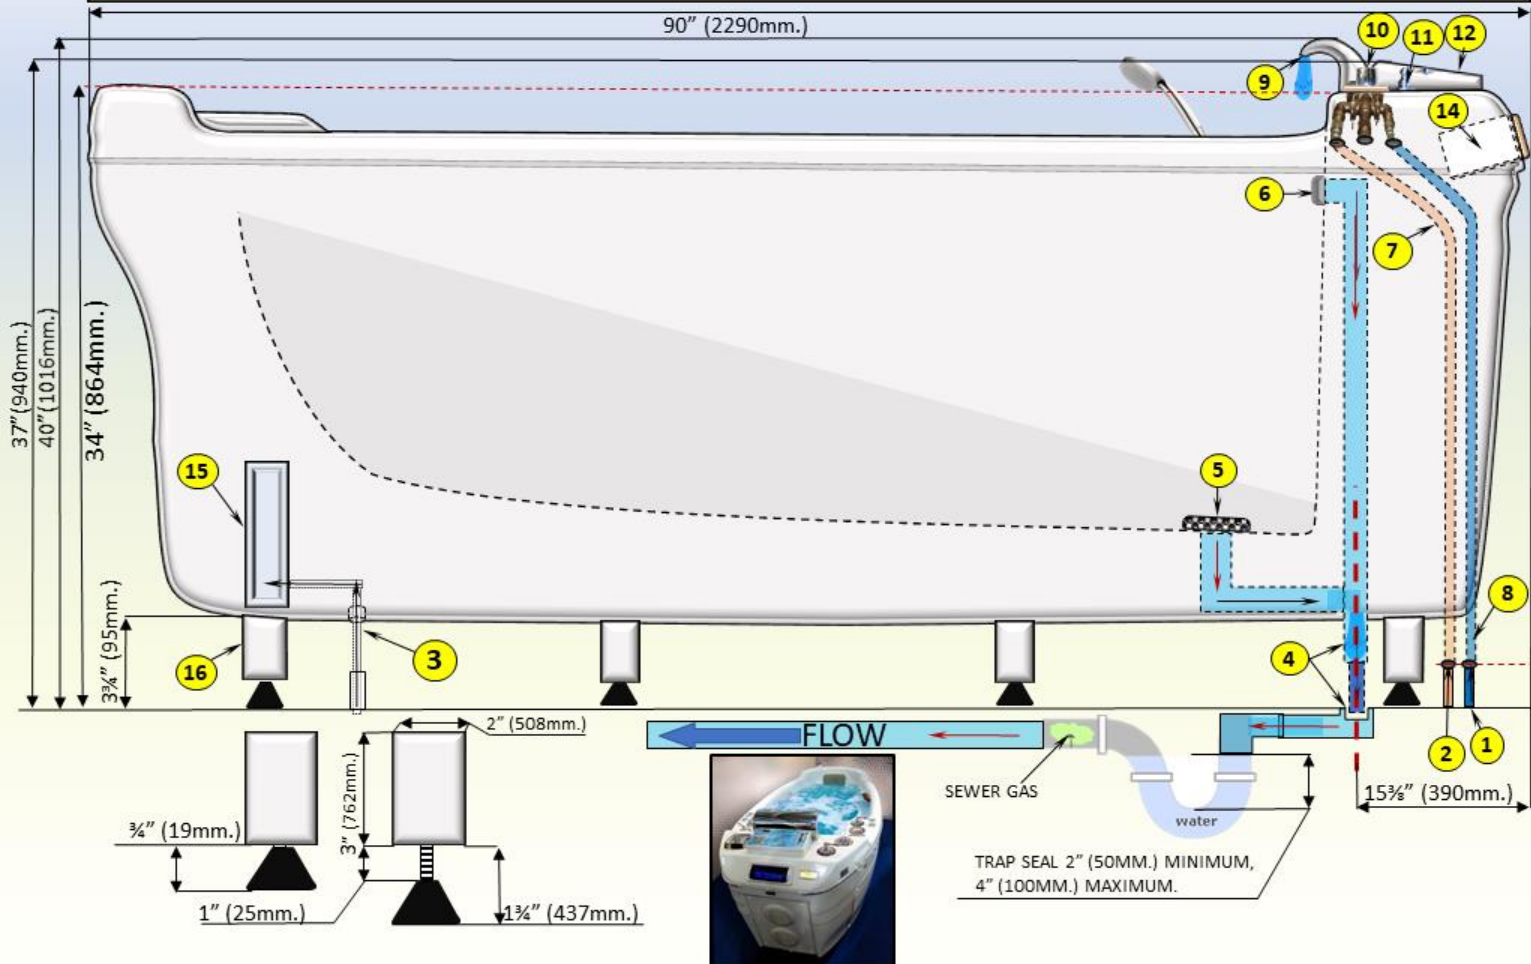 90” (2290mm.)
10
11
12
9
14
6
7
37”(940mm.)
40”(1016mm.)
34” (864mm.)
15
5
3¾” (95mm.)
16
3
4
8
2
1
2” (508mm.)
FLOW
SEWER GAS
15⅜” (390mm.)
water
¾” (19mm.)
3” (762mm.)
TRAP SEAL 2” (50MM.) MINIMUM,
4” (100MM.) MAXIMUM.
1” (25mm.)
1¾” (437mm.)